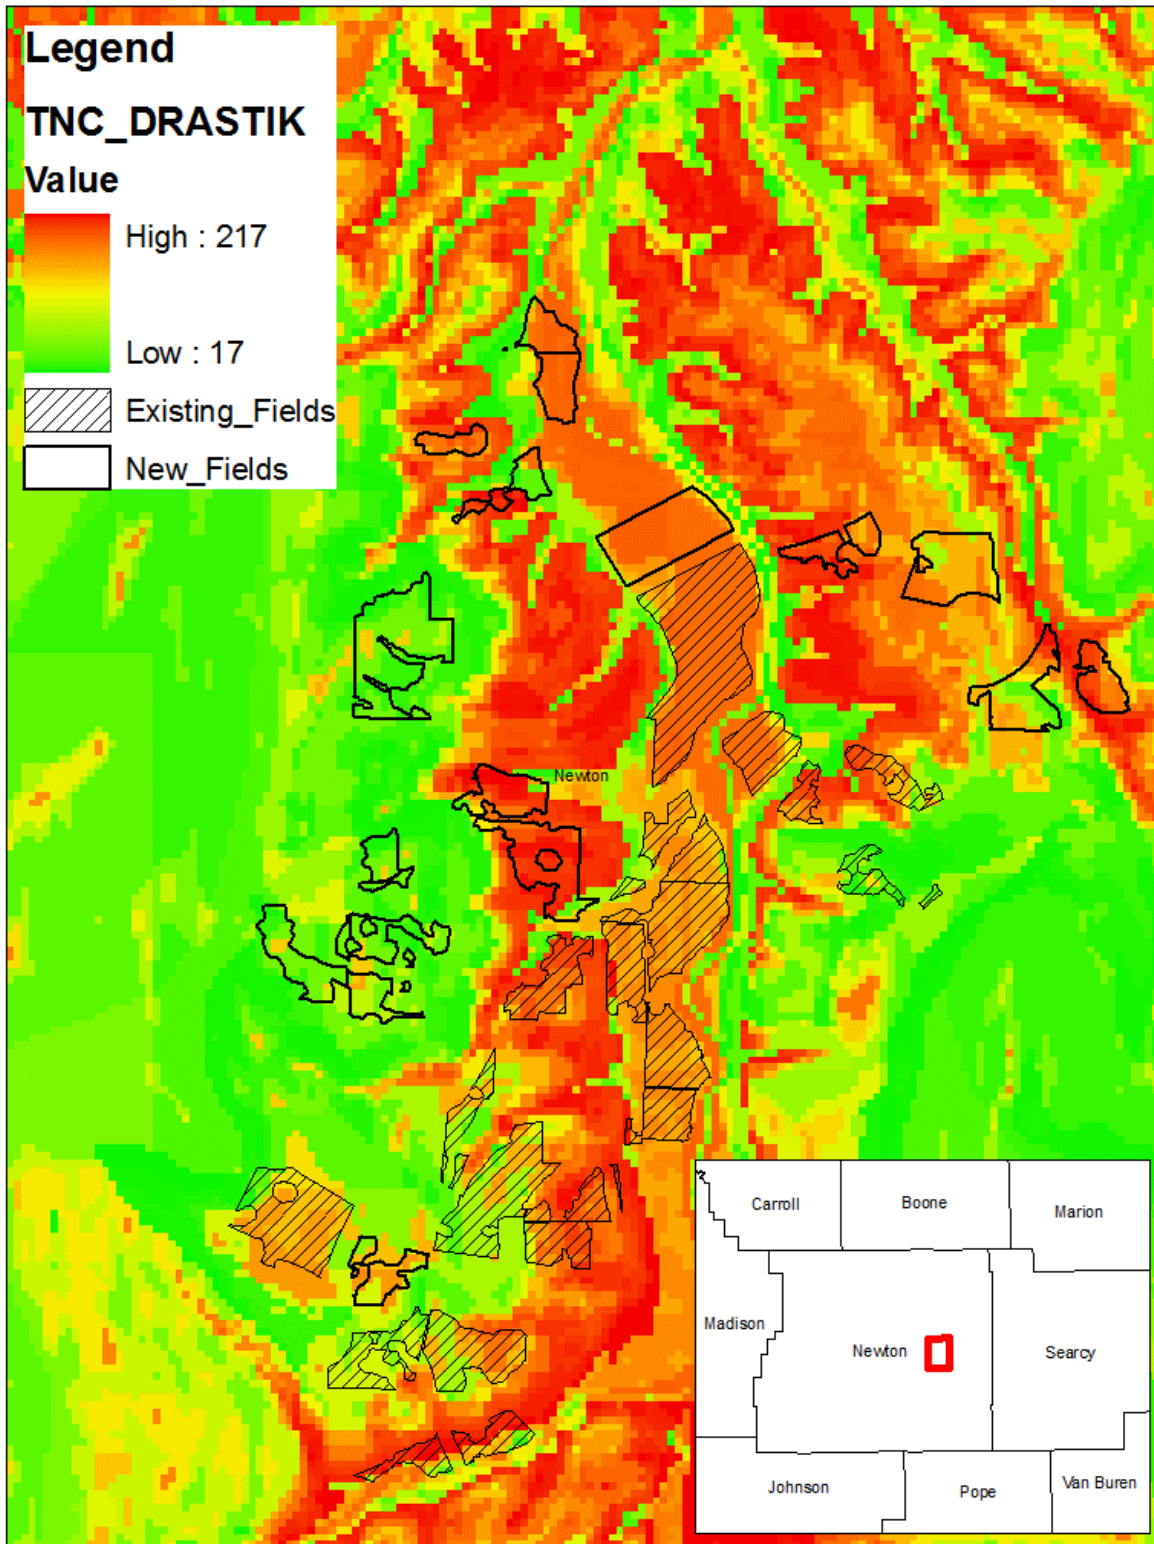 Legend
TNC_DRASTIK
Value
High : 217
Low : 17
Existing_Fields
New_Fields
Newton
Carroll
Boone
Marion
Madison
Newton
Searcy
Johnson
Pope
Van Buren